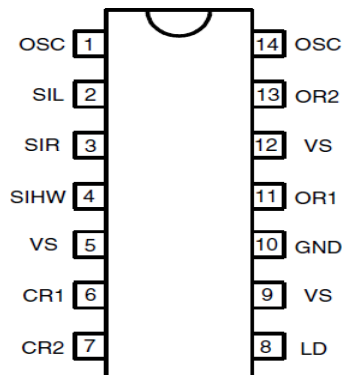 OSC 1 14 OSC
SIL 2 13 OR2
SIR 3 12 VS
SIHW 4 11 OR1
VS 5 10 GND
CR1 6 9 VS
CR2 7 8 LD